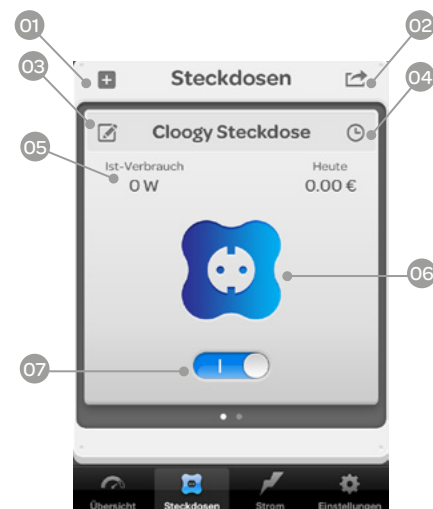 01
02
Steckdosen
03
04
Cloogy Steckdose
05
Ist-Verbrauch
Heute
0 W
0.00 €
06
07
Übersicht
Steckdosen
Strom
Einstellungen